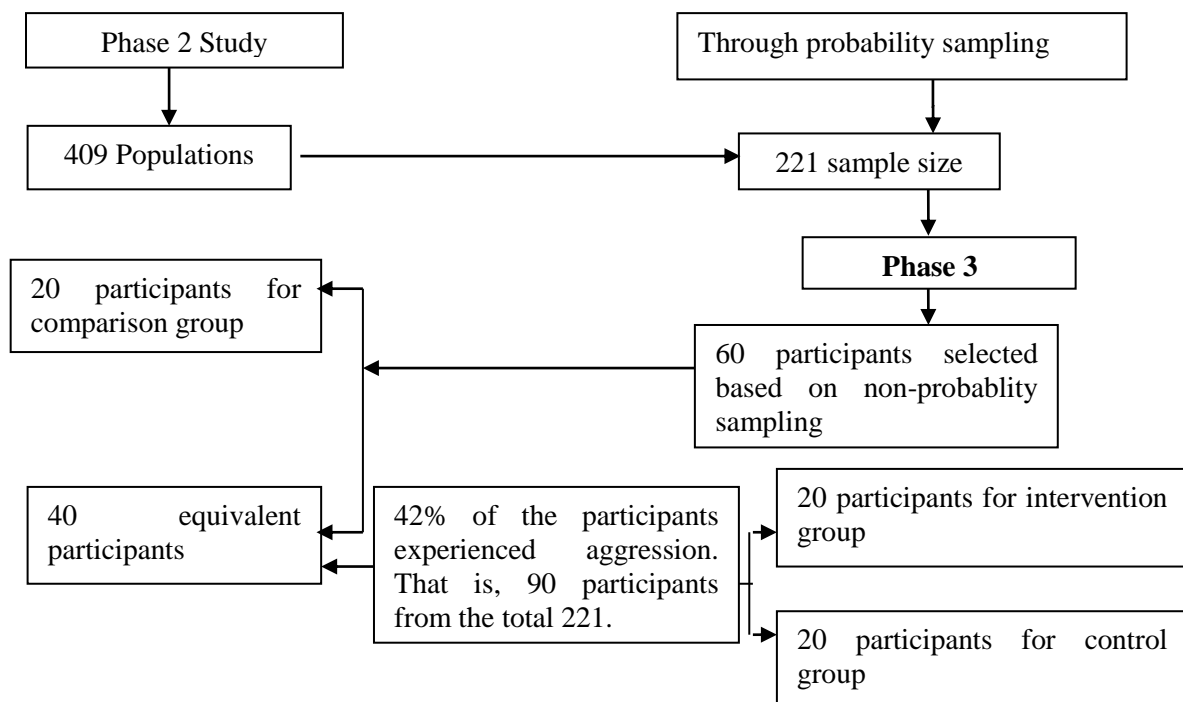 Phase 2 Study
Through probability sampling
409 Populations
221 sample size
Phase 3
20 participants for
comparison group
60 participants selected
based on non-probablity
sampling
40 equivalent
participants
42% of the participants
experienced aggression.
That is, 90 participants
from the total 221.
20 participants for intervention
group
20 participants for control
group